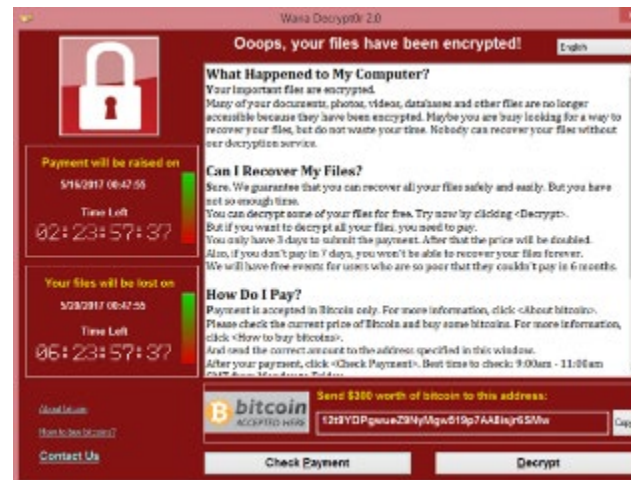 Wana Decrypt0r 2.0
Ooops, your files have been encrypted!
English
What Happened to My Computer?
Your important files are encrypted.
Many of your documents, photos, videos, databases and other files are no longer
accessible because they have been encrypted. Maybe you are busy looking for a way to
recover your files, but do not waste your time. Nobody can recover your files without
our decryption service.
Can I Recover My Files?
Sure. We guarantee that you can recover all your files safely and easily. But you have
not so enough time.
You can decrypt some of your files for free. Try now by clicking <Decrypt>.
But if you want to decrypt all your files, you need to pay.
You only have 3 days to submit the payment. After that the price will be doubled.
Also, if you don't pay in 7 days, you won't be able to recover your files forever.
We will have free events for users who are so poor that they couldn't pay in 6 months.
How Do I Pay?
Payment is accepted in Bitcoin only. For more information, click <About bitcoin>.
Please check the current price of Bitcoin and buy some bitcoins. For more information,
click <How to buy bitcoins>.
And send the correct amount to the address specified in this window.
After your payment, click <Check Payment>. Best time to check: 9:00am - 11:00am
GMT from Monday to Friday.
Payment will be raised on
5/16/2017 00:47:55
Time Left
02:23:57:37
Your files will be lost on
5/20/2017 00:47:55
Time Left
06:23:57:37
About bitcoin
How to buy bitcoins?
Contact Us
bitcoin
ACCEPTED HERE
Send $300 worth of bitcoin to this address:
Copy
Check Payment
Decrypt